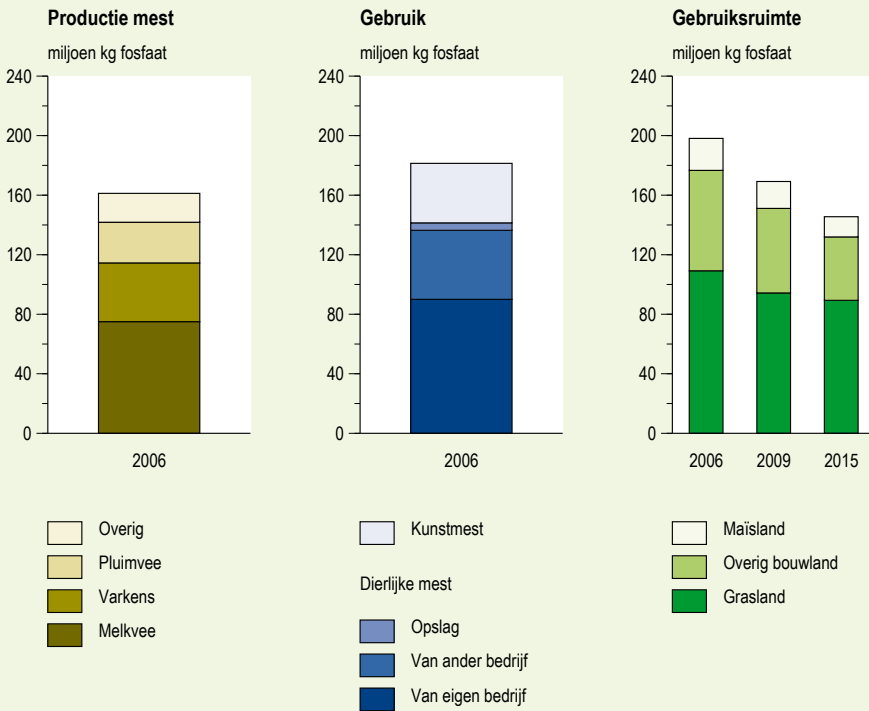 Productie mest
miljoen kg fosfaat
240
200
160
120
80
40
0
2006
Overig
Pluimvee
Varkens
Melkvee
Gebruik
miljoen kg fosfaat
240
200
160
120
80
40
0
2006
Kunstmest
Dierlijke mest
Opslag
Van ander bedrijf
Van eigen bedrijf
Gebruiksruimte
miljoen kg fosfaat
240
200
160
120
80
40
0
2006 2009 2015
Maïsland
Overig bouwland
Grasland